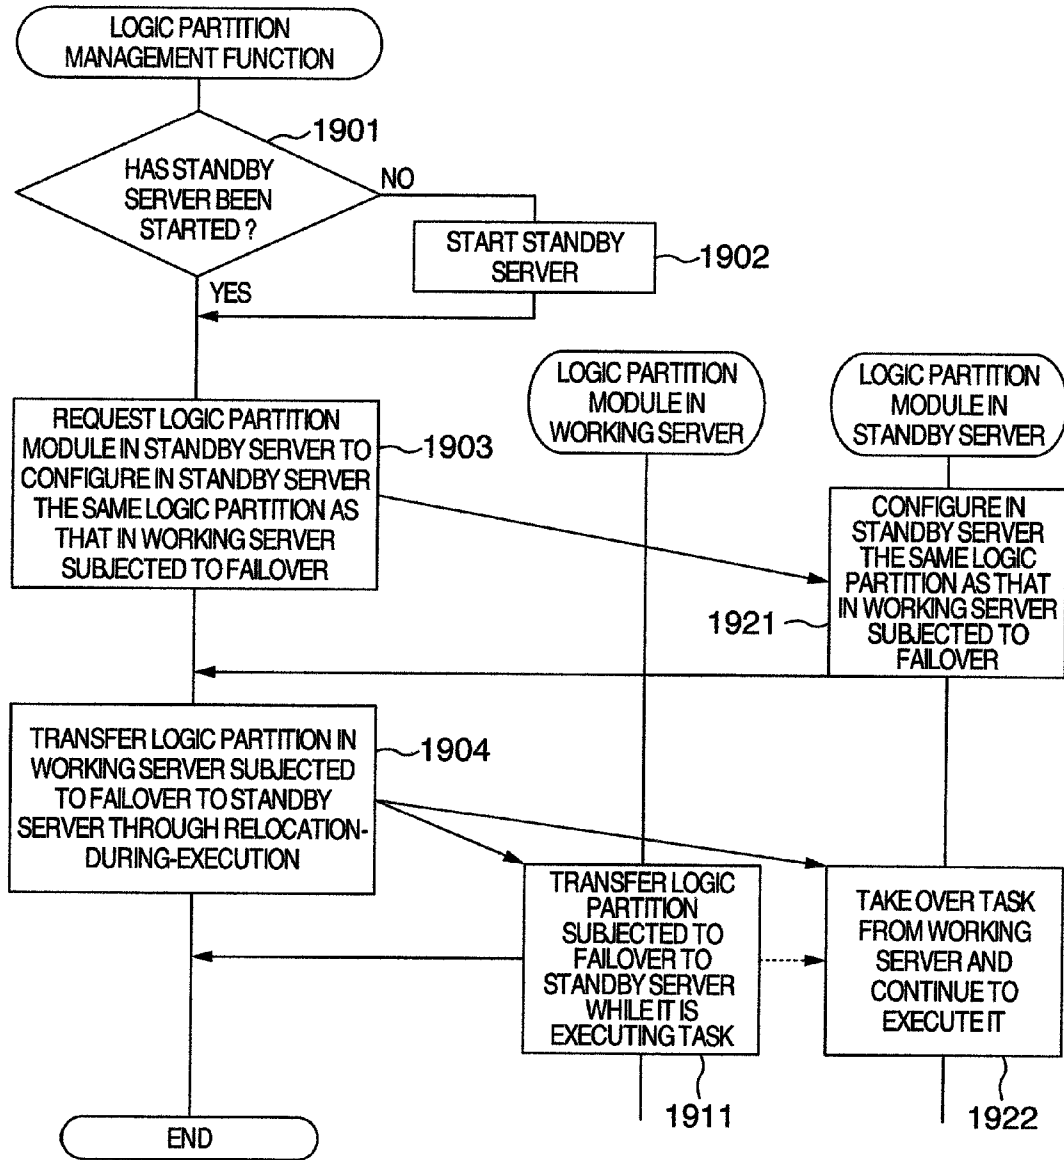 LOGIC PARTITION
MANAGEMENT FUNCTION
1901
HAS STANDBY
SERVER BEEN
STARTED ?
NO
START STANDBY
SERVER
1902
YES
LOGIC PARTITION
MODULE IN
WORKING SERVER
LOGIC PARTITION
MODULE IN
STANDBY SERVER
REQUEST LOGIC PARTITION
MODULE IN STANDBY SERVER TO
CONFIGURE IN STANDBY SERVER
THE SAME LOGIC PARTITION AS
THAT IN WORKING SERVER
SUBJECTED TO FAILOVER
1903
CONFIGURE IN
STANDBY SERVER
THE SAME LOGIC
PARTITION AS THAT
IN WORKING SERVER
SUBJECTED TO
FAILOVER
1921
TRANSFER LOGIC PARTITION IN
WORKING SERVER SUBJECTED
TO FAILOVER TO STANDBY
SERVER THROUGH RELOCATION-
DURING-EXECUTION
1904
TRANSFER LOGIC
PARTITION
SUBJECTED TO
FAILOVER TO
STANDBY SERVER
WHILE IT IS
EXECUTING TASK
1911
TAKE OVER TASK
FROM WORKING
SERVER AND
CONTINUE TO
EXECUTE IT
1922
END